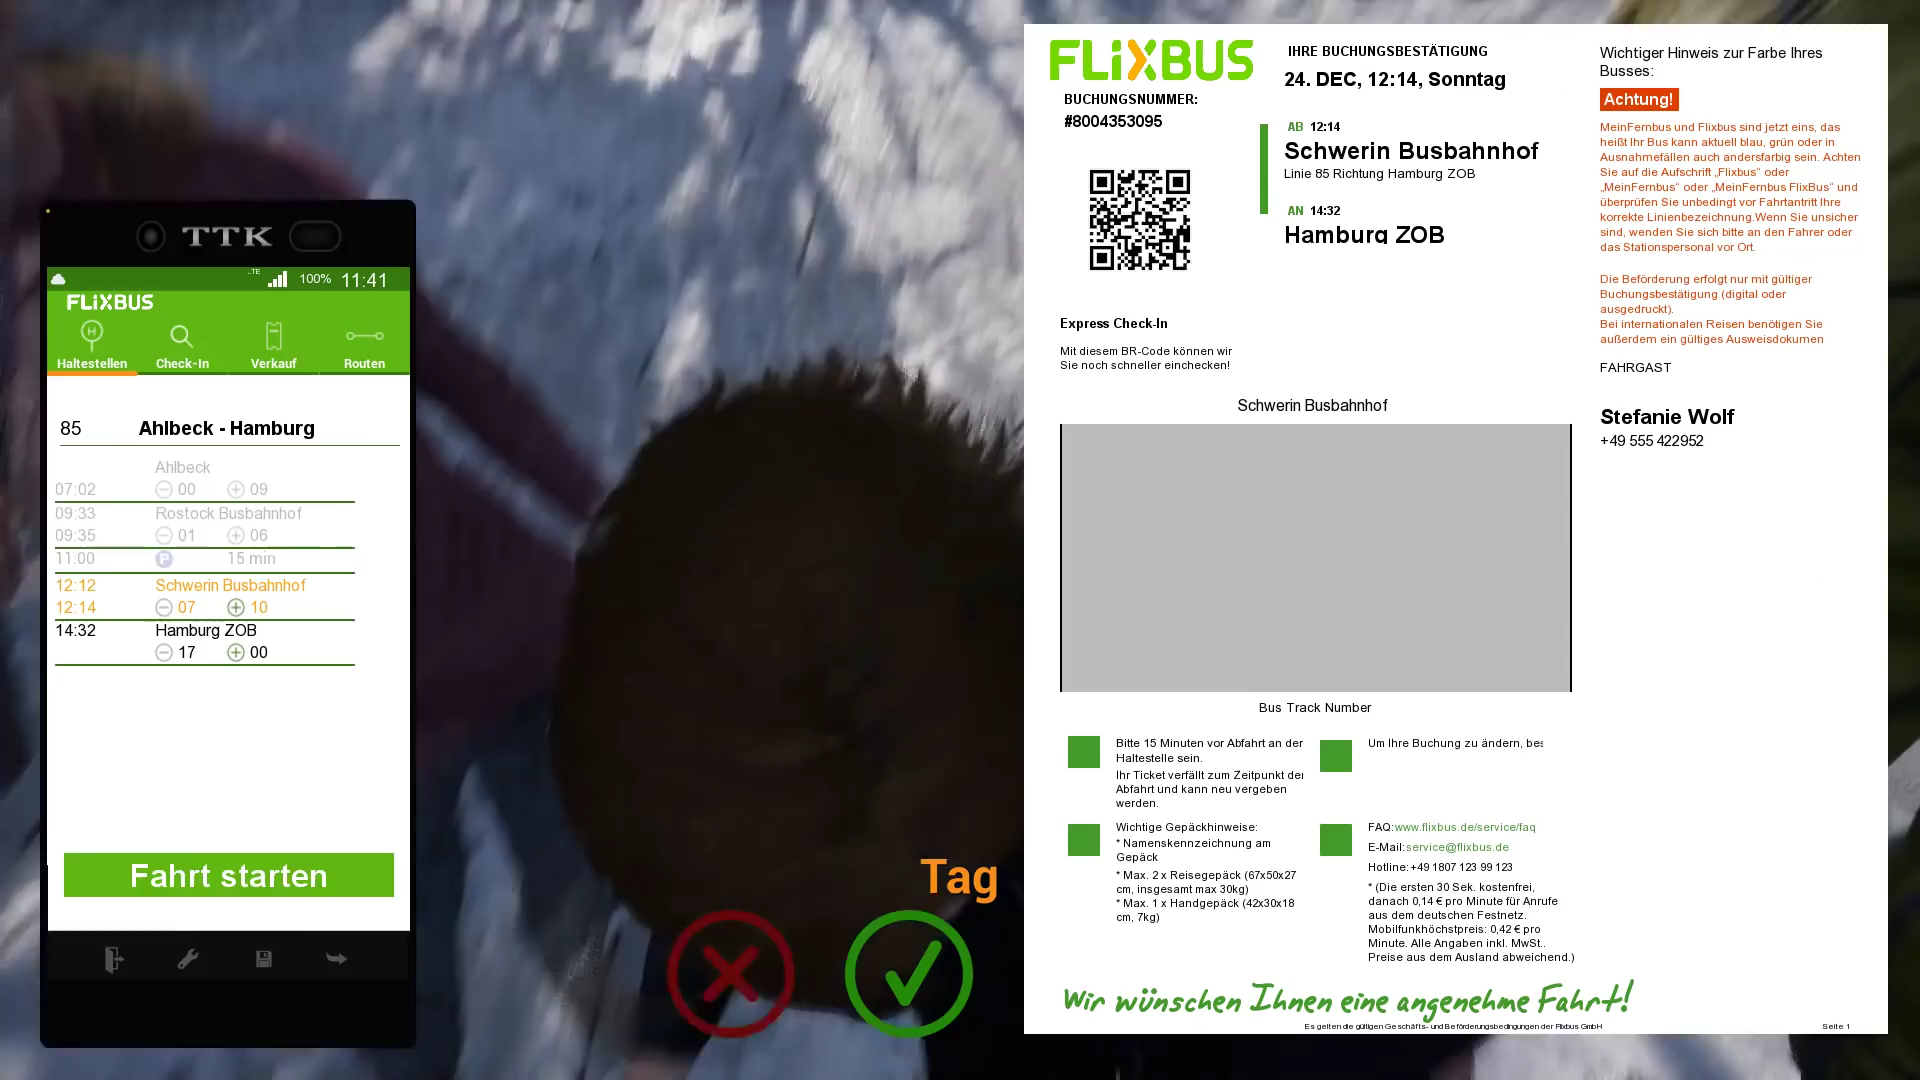 TTK
LTE 100% 11:41
FLiXBUS
Haltestellen Check-In Verkauf Routen
85 Ahlbeck - Hamburg
Ahlbeck
07:02 00 09
09:33 Rostock Busbahnhof
09:35 01 06
11:00 P 15 min
12:12 Schwerin Busbahnhof
12:14 07 10
14:32 Hamburg ZOB
17 00
Fahrt starten
Tag
FLiXBUS
BUCHUNGSNUMMER:
#8004353095
IHRE BUCHUNGSBESTÄTIGUNG
24. DEC, 12:14, Sonntag
AB 12:14
Schwerin Busbahnhof
Linie 85 Richtung Hamburg ZOB
AN 14:32
Hamburg ZOB
Express Check-In
Mit diesem BR-Code können wir
Sie noch schneller einchecken!
Schwerin Busbahnhof
Bus Track Number
Bitte 15 Minuten vor Abfahrt an der
Haltestelle sein.
Ihr Ticket verfällt zum Zeitpunkt der
Abfahrt und kann neu vergeben
werden.
Um Ihre Buchung zu ändern, bes
Wichtige Gepäckhinweise:
* Namenskennzeichnung am
Gepäck
* Max. 2 x Reisegepäck (67x50x27
cm, insgesamt max 30kg)
* Max. 1 x Handgepäck (42x30x18
cm, 7kg)
FAQ:www.flixbus.de/service/faq
E-Mail:service@flixbus.de
Hotline:+49 1807 123 99 123
* (Die ersten 30 Sek. kostenfrei,
danach 0,14 € pro Minute für Anrufe
aus dem deutschen Festnetz.
Mobilfunkhöchstpreis: 0,42 € pro
Minute. Alle Angaben inkl. MwSt..
Preise aus dem Ausland abweichend.)
Wichtiger Hinweis zur Farbe Ihres
Busses:
Achtung!
MeinFernbus und Flixbus sind jetzt eins, das
heißt Ihr Bus kann aktuell blau, grün oder in
Ausnahmefällen auch andersfarbig sein. Achten
Sie auf die Aufschrift „Flixbus“ oder
„MeinFernbus“ oder „MeinFernbus FlixBus“ und
überprüfen Sie unbedingt vor Fahrtantritt Ihre
korrekte Linienbezeichnung.Wenn Sie unsicher
sind, wenden Sie sich bitte an den Fahrer oder
das Stationspersonal vor Ort.
Die Beförderung erfolgt nur mit gültiger
Buchungsbestätigung (digital oder
ausgedruckt).
Bei internationalen Reisen benötigen Sie
außerdem ein gültiges Ausweisdokumen
FAHRGAST
Stefanie Wolf
+49 555 422952
Wir wünschen Ihnen eine angenehme Fahrt!
Es gelten die gültigen Geschäfts- und Beförderungsbedingungen der Flixbus GmbH
Seite 1